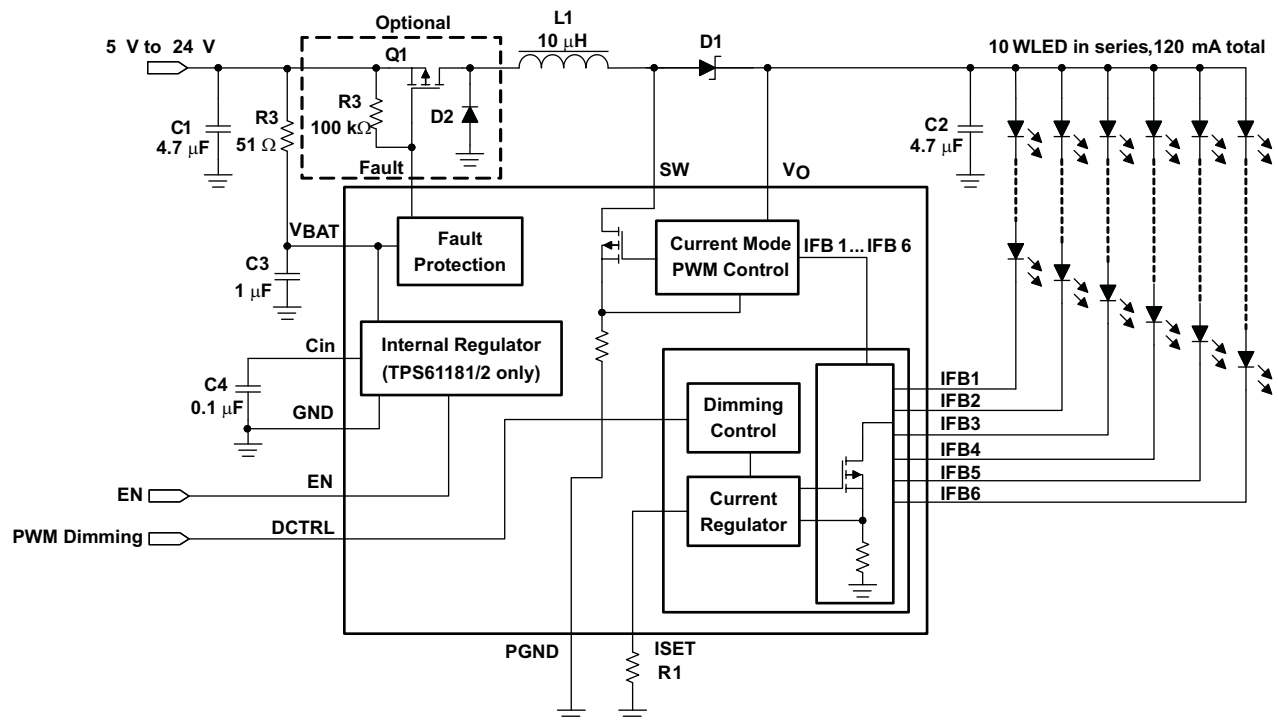 Optional
L1
10 μH
5 V to 24 V
Q1
D1
10 WLED in series,120 mA total
R3
51 Ω
R3
100 kΩ
D2
C1
4.7 μF
C2
4.7 μF
Fault
SW
VO
VBAT
Fault
Protection
Current Mode
PWM Control
IFB 1...IFB 6
C3
1 μF
Cin
Internal Regulator
(TPS61181/2 only)
C4
0.1 μF
GND
Dimming
Control
IFB1
IFB2
IFB3
IFB4
IFB5
IFB6
EN
EN
Current
Regulator
PWM Dimming
DCTRL
PGND
ISET
R1